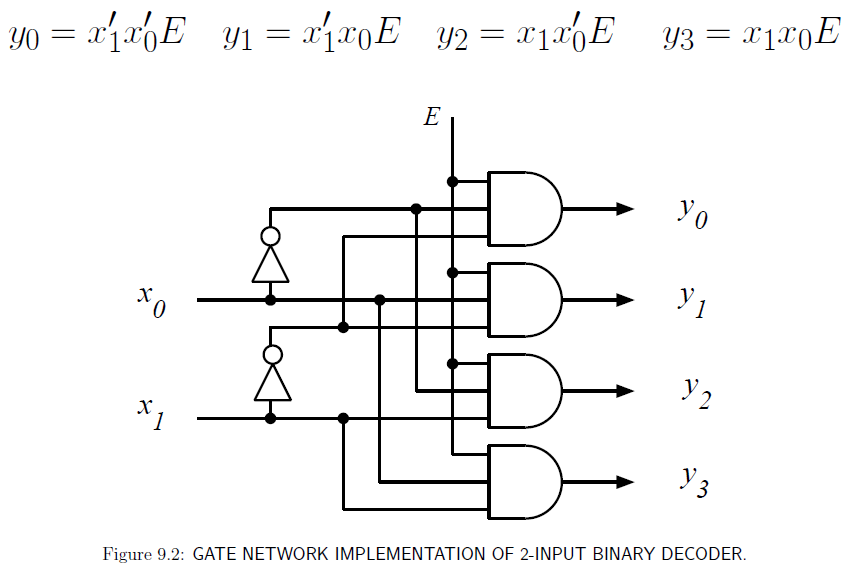 y₀ = x₁′x₀′E y₁ = x₁′x₀E y₂ = x₁x₀′E y₃ = x₁x₀E
E
y₀
x₀
y₁
x₁
y₂
y₃
Figure 9.2: GATE NETWORK IMPLEMENTATION OF 2-INPUT BINARY DECODER.